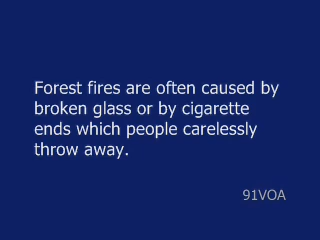 Forest fires are often caused by
broken glass or by cigarette
ends which people carelessly
throw away.
91VOA